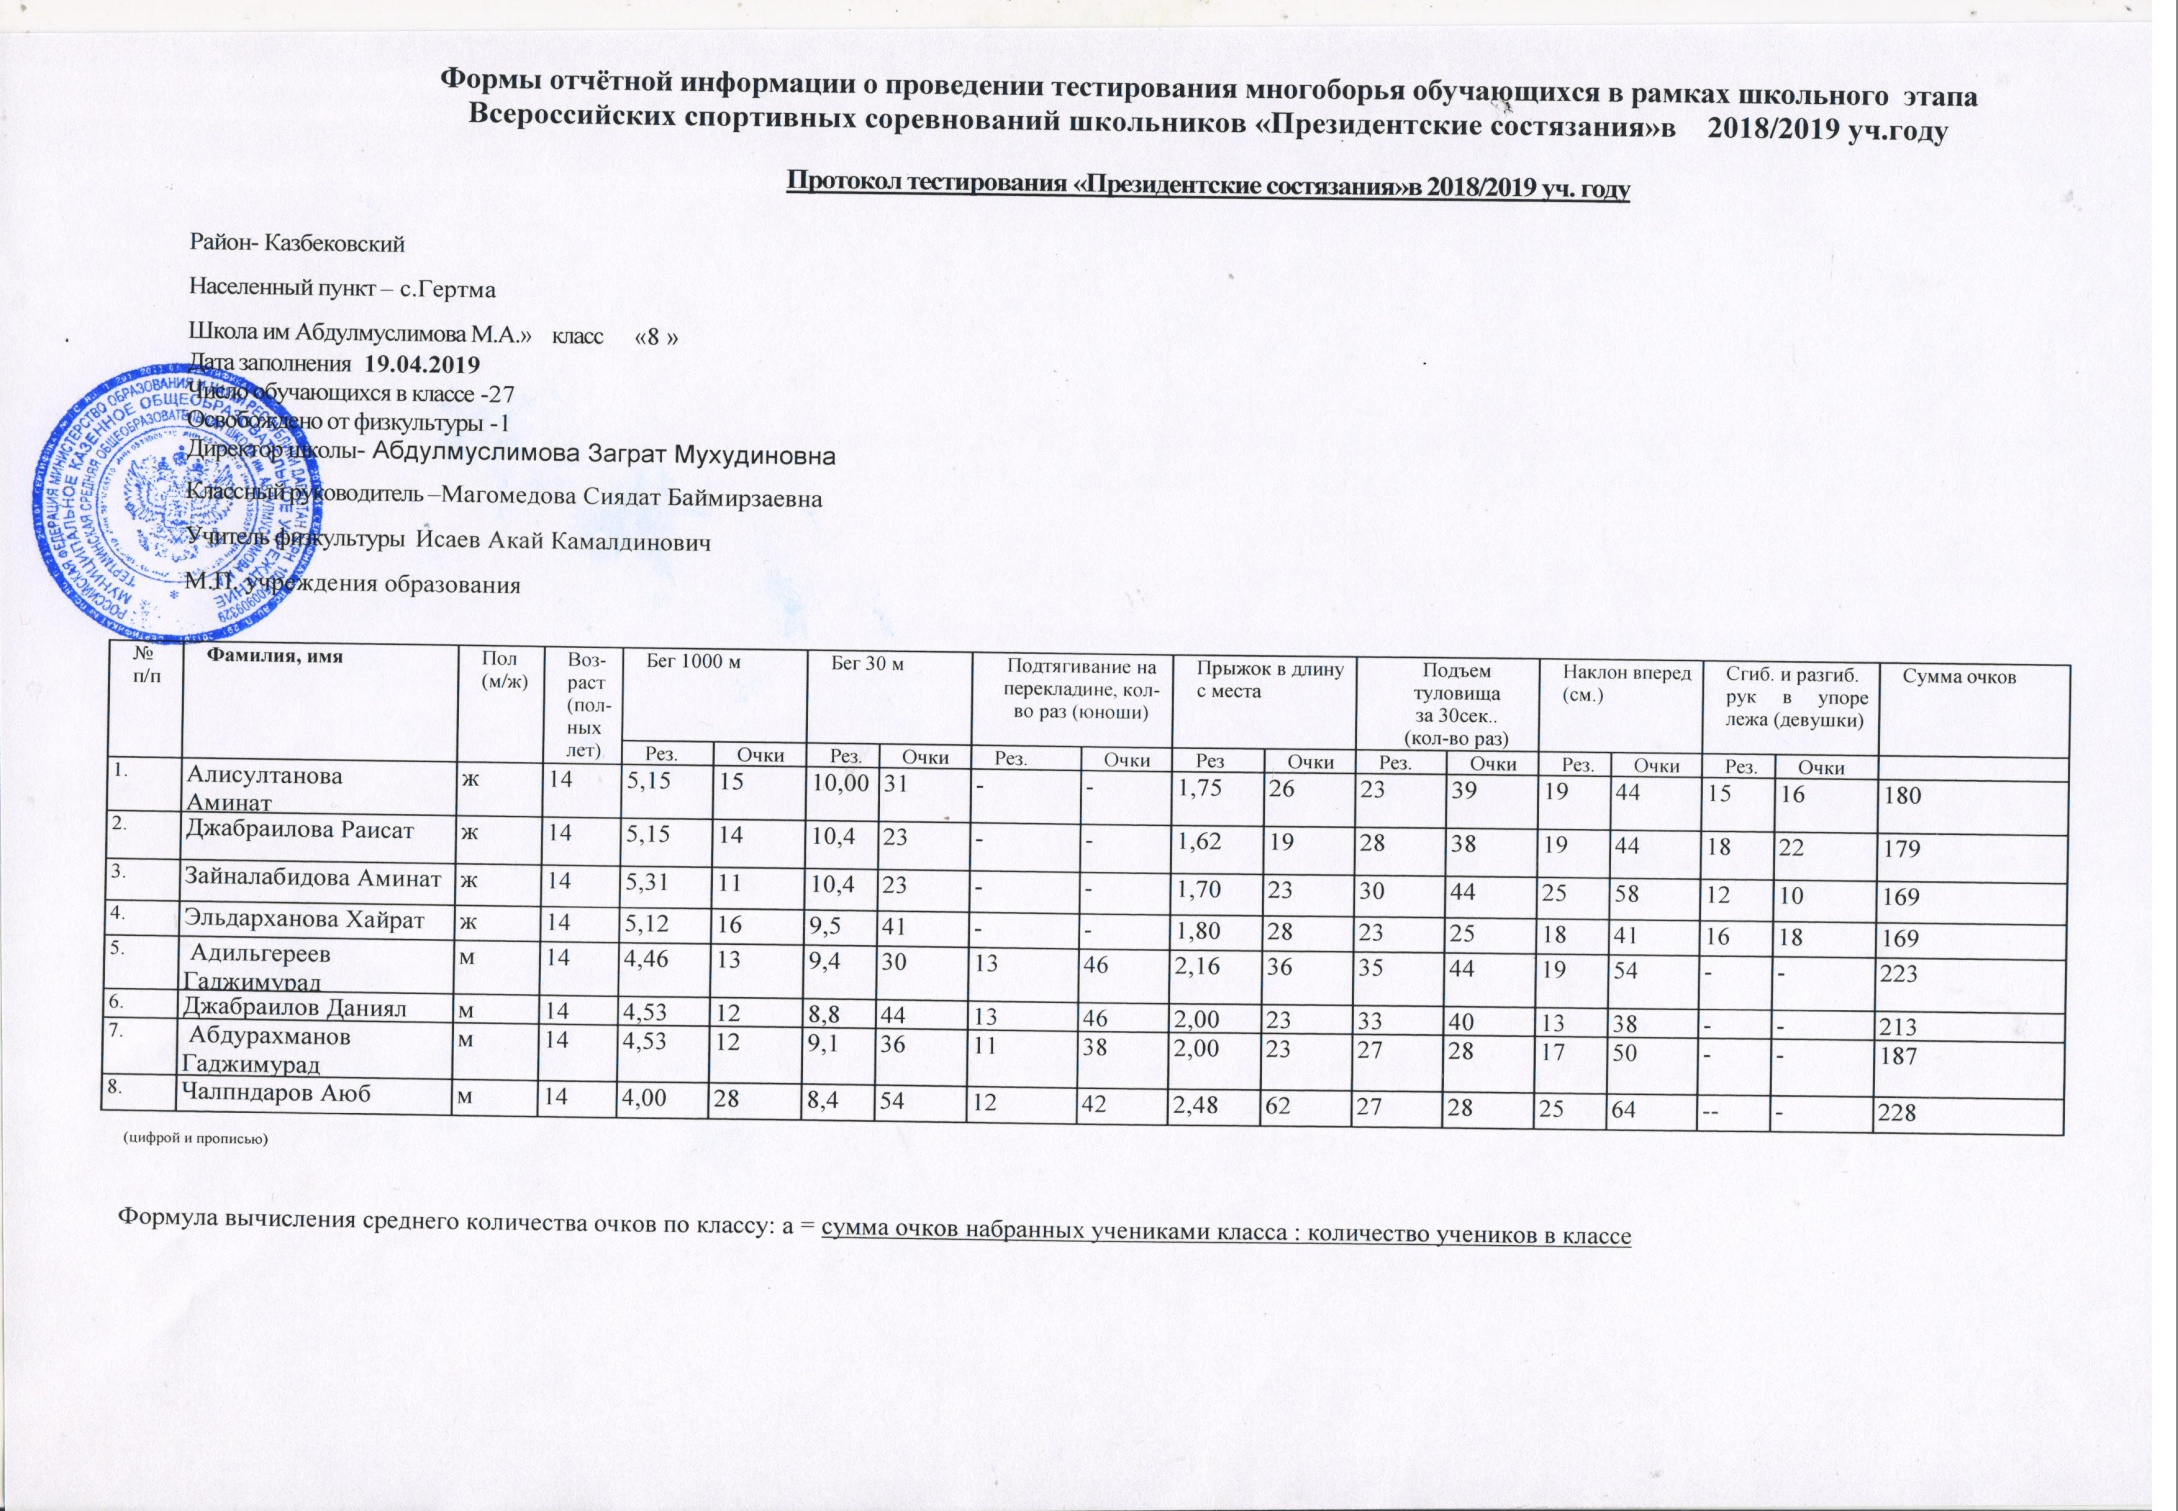 Формы отчётной информации о проведении тестирования многоборья обучающихся в рамках школьного этапа
Всероссийских спортивных соревнований школьников «Президентские состязания»в 2018/2019 уч.году
Протокол тестирования «Президентские состязания»в 2018/2019 уч. году
Район- Казбековский
Населенный пункт – с.Гертма
Школа им Абдулмуслимова М.А.» класс «8 »
Дата заполнения 19.04.2019
Число обучающихся в классе -27
Освобождено от физкультуры -1
Директор школы- Абдулмуслимова Заграт Мухудиновна
Классный руководитель –Магомедова Сиядат Баймирзаевна
Учитель физкультуры Исаев Акай Камалдинович
М.П. учреждения образования
РОССИЙСКАЯ ФЕДЕРАЦИЯ МИНИСТЕРСТВО ОБРАЗОВАНИЯ И НАУКИ РЕСПУБЛИКИ ДАГЕСТАН
МУНИЦИПАЛЬНОЕ КАЗЕННОЕ ОБЩЕОБРАЗОВАТЕЛЬНОЕ УЧРЕЖДЕНИЕ
№ п/п Фамилия, имя Пол (м/ж) Воз-раст (пол-ных лет) Бег 1000 м Бег 30 м Подтягивание на перекладине, кол-во раз (юноши) Прыжок в длину с места Подъем туловища за 30сек.. (кол-во раз) Наклон вперед (см.) Сгиб. и разгиб. рук в упоре лежа (девушки) Сумма очков
Рез. Очки Рез. Очки Рез. Очки Рез Очки Рез. Очки Рез. Очки Рез. Очки
1. Алисултанова Аминат ж 14 5,15 15 10,00 31 - - 1,75 26 23 39 19 44 15 16 180
2. Джабраилова Раисат ж 14 5,15 14 10,4 23 - - 1,62 19 28 38 19 44 18 22 179
3. Зайналабидова Аминат ж 14 5,31 11 10,4 23 - - 1,70 23 30 44 25 58 12 10 169
4. Эльдарханова Хайрат ж 14 5,12 16 9,5 41 - - 1,80 28 23 25 18 41 16 18 169
5. Адильгереев Гаджимурад м 14 4,46 13 9,4 30 13 46 2,16 36 35 44 19 54 - - 223
6. Джабраилов Даниял м 14 4,53 12 8,8 44 13 46 2,00 23 33 40 13 38 - - 213
7. Абдурахманов Гаджимурад м 14 4,53 12 9,1 36 11 38 2,00 23 27 28 17 50 - - 187
8. Чалпндаров Аюб м 14 4,00 28 8,4 54 12 42 2,48 62 27 28 25 64 -- - 228
(цифрой и прописью)
Формула вычисления среднего количества очков по классу: а = сумма очков набранных учениками класса : количество учеников в классе